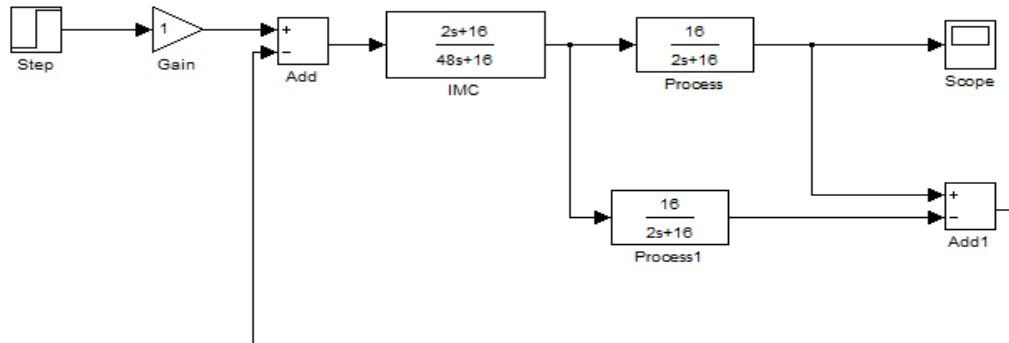 Step
1
Gain
+
−
Add
2s+16
48s+16
IMC
16
2s+16
Process
Scope
16
2s+16
Process1
+
−
Add1